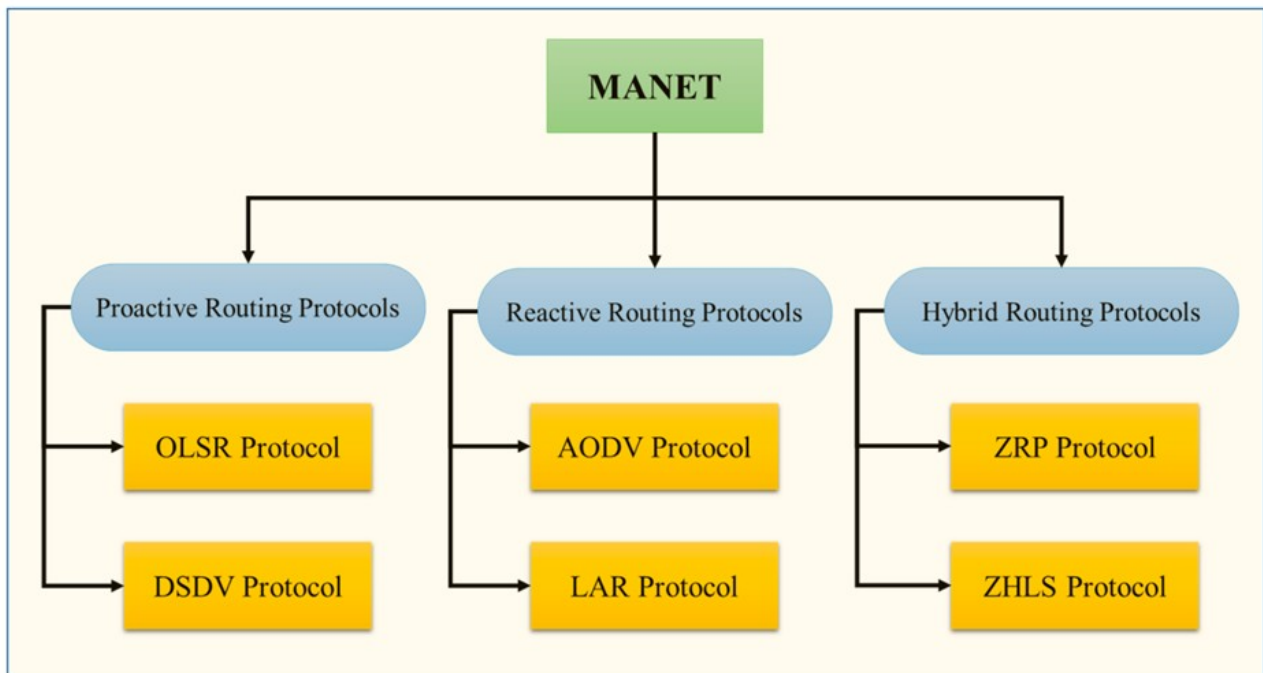 MANET
Proactive Routing Protocols
Reactive Routing Protocols
Hybrid Routing Protocols
OLSR Protocol
AODV Protocol
ZRP Protocol
DSDV Protocol
LAR Protocol
ZHLS Protocol